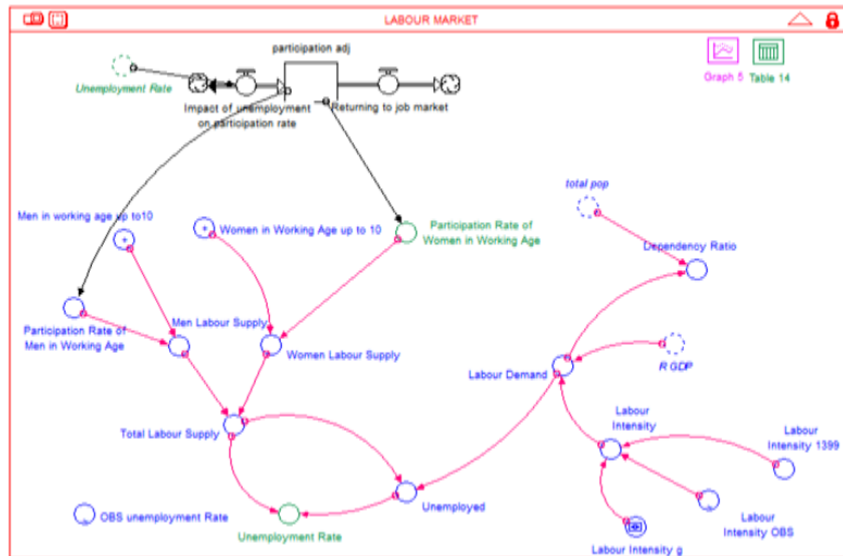 LABOUR MARKET
participation adj
Graph 5
Table 14
Unemployment Rate
Impact of unemployment
on participation rate
Returning to job market
total pop
Men in working age up to10
Women in Working Age up to 10
Participation Rate of
Women in Working Age
Dependency Ratio
Participation Rate of
Men in Working Age
Men Labour Supply
Women Labour Supply
Labour Demand
R GDP
Labour
Intensity
Labour
Intensity 1399
Total Labour Supply
Unemployed
Labour
Intensity OBS
OBS unemployment Rate
Unemployment Rate
Labour Intensity g